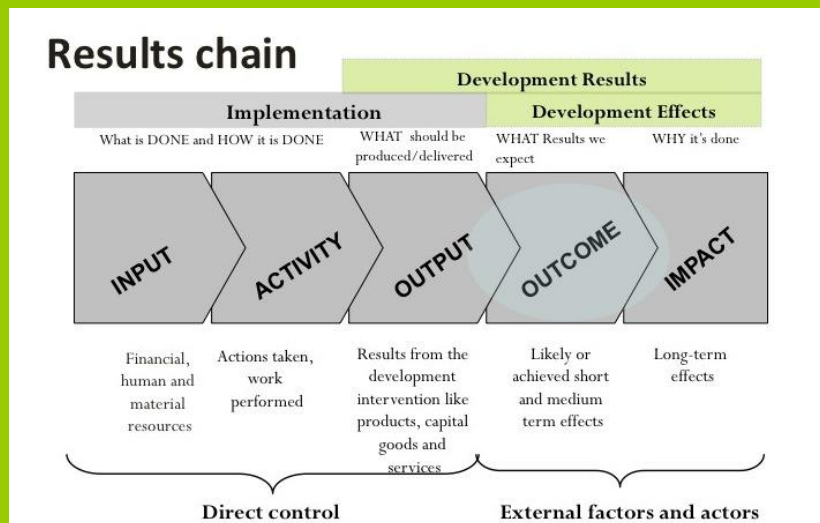 Results chain
Development Results
Implementation
Development Effects
What is DONE and HOW it is DONE
WHAT should be
produced/delivered
WHAT Results we
expect
WHY it's done
INPUT
ACTIVITY
OUTPUT
OUTCOME
IMPACT
Financial,
human and
material
resources
Actions taken,
work
performed
Results from the
development
intervention like
products, capital
goods and
services
Likely or
achieved short
and medium
term effects
Long-term
effects
Direct control
External factors and actors